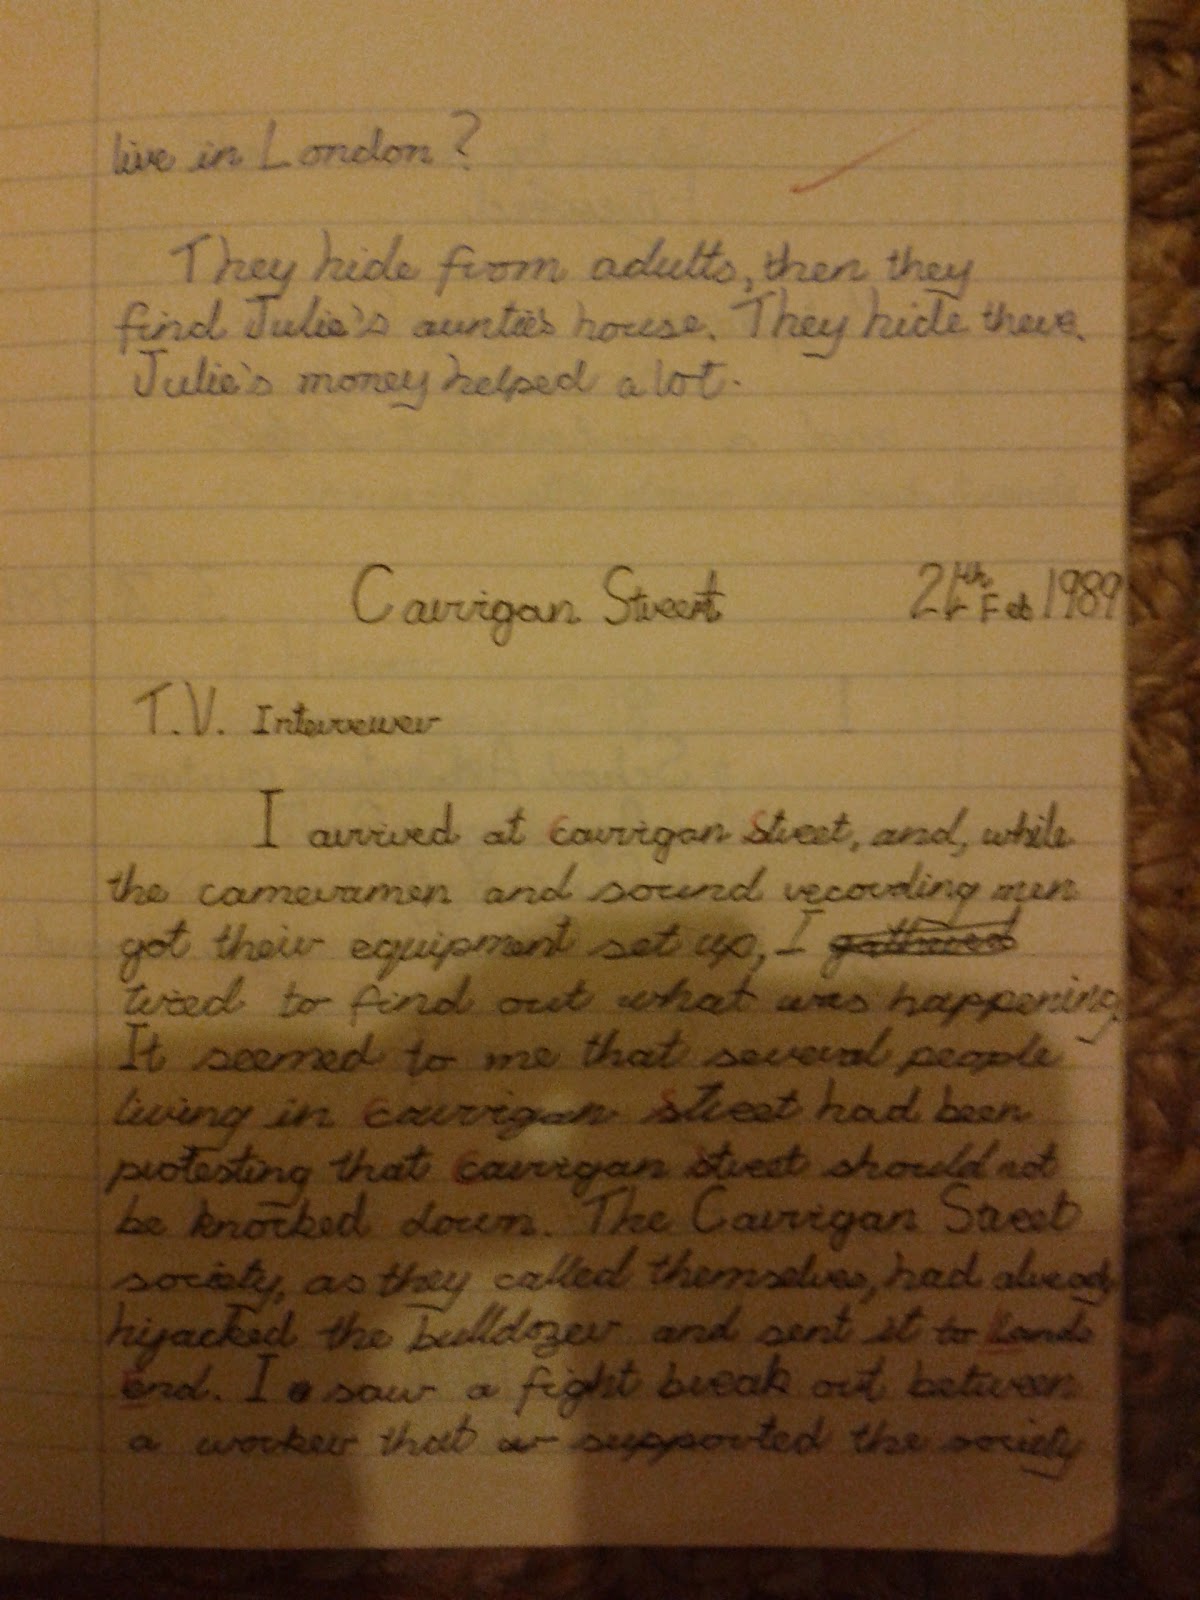 live in London?
They hide from adults, then they
find Julie's auntie's house. They hide there.
Julie's money helped a lot.
Carrigan Street
Feb 1989
T.V. Interviewer
I arrived at Carrigan Street, and, while
the cameramen and sound recording men
got their equipment set up, I gathered
tried to find out what was happening.
It seemed to me that several people
living in Carrigan Street had been
protesting that Carrigan Street should not
be knocked down. The Carrigan Street
society, as they called themselves, had already
hijacked the bulldozer and sent it to Lands
End. I saw a fight break out between
a worker that supported the society